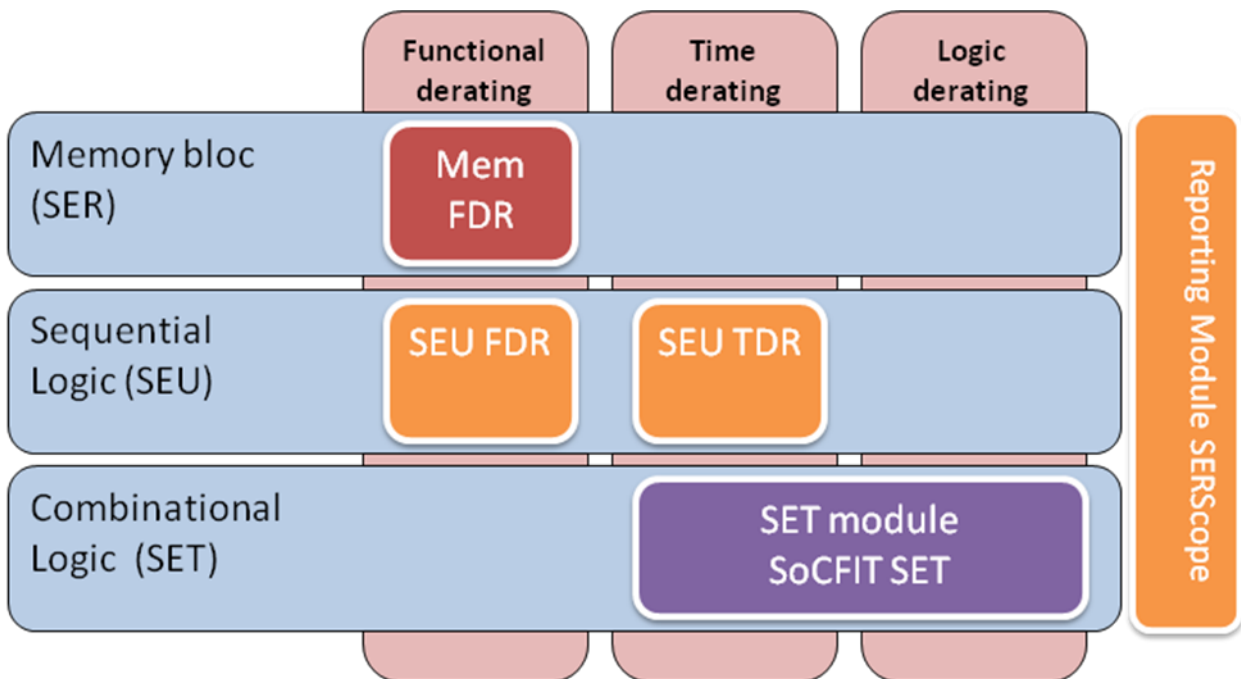 Functional
derating
Time
derating
Logic
derating
Memory bloc
(SER)
Mem
FDR
Sequential
Logic (SEU)
SEU FDR
SEU TDR
Combinational
Logic (SET)
SET module
SoCFIT SET
Reporting Module SERScope